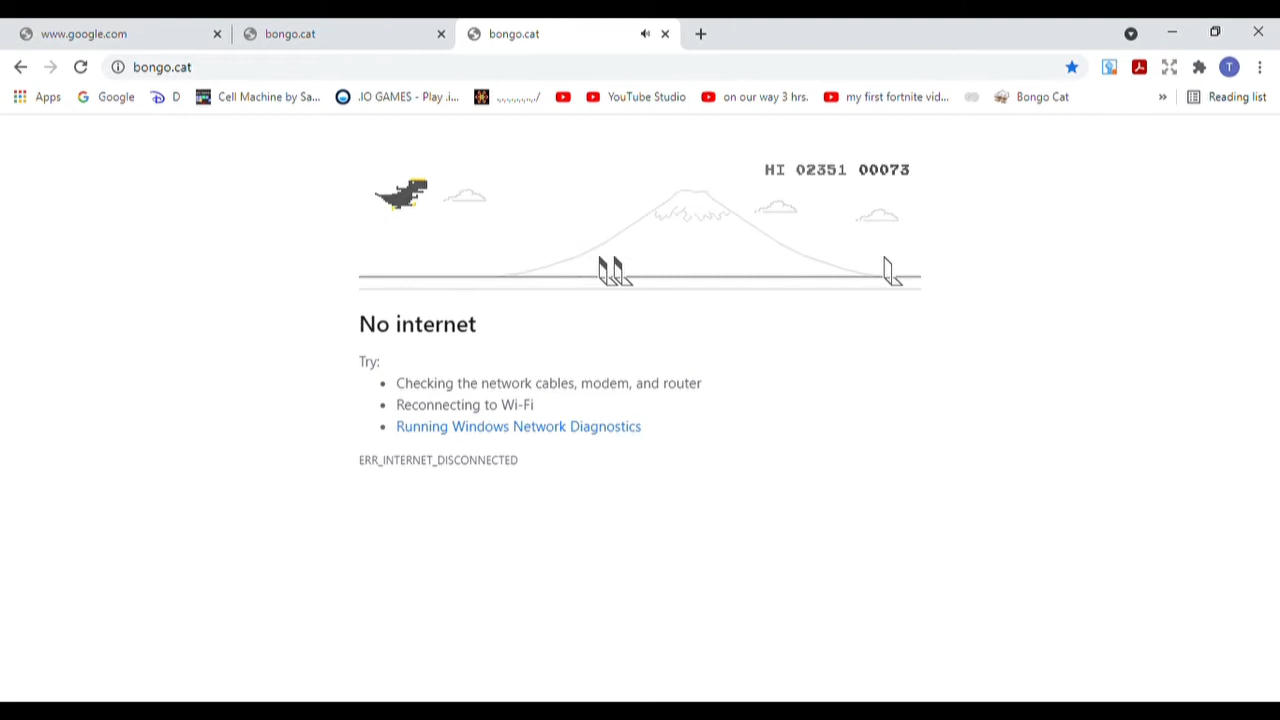 www.google.com bongo.cat bongo.cat
bongo.cat T
Apps Google D Cell Machine by Sa... .IO GAMES - Play .i... ,,,,,,,,,,/ YouTube Studio on our way 3 hrs. my first fortnite vid... Bongo Cat » Reading list
HI 02351 00073
No internet
Try:
• Checking the network cables, modem, and router
• Reconnecting to Wi-Fi
• Running Windows Network Diagnostics
ERR_INTERNET_DISCONNECTED